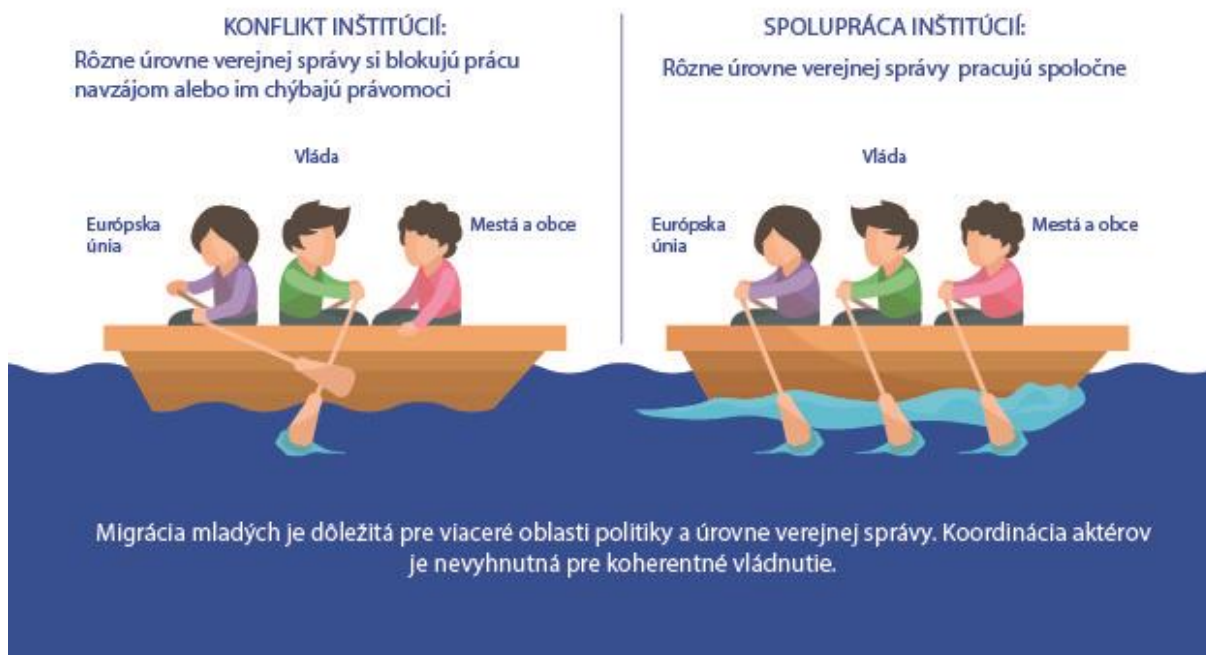 KONFLIKT INŠTITÚCIÍ:
Rôzne úrovne verejnej správy si blokujú prácu
navzájom alebo im chýbajú právomoci
Vláda
Európska
únia
Mestá a obce
SPOLUPRÁCA INŠTITÚCIÍ:
Rôzne úrovne verejnej správy pracujú spoločne
Vláda
Európska
únia
Mestá a obce
Migrácia mladých je dôležitá pre viaceré oblasti politiky a úrovne verejnej správy. Koordinácia aktérov
je nevyhnutná pre koherentné vládnutie.